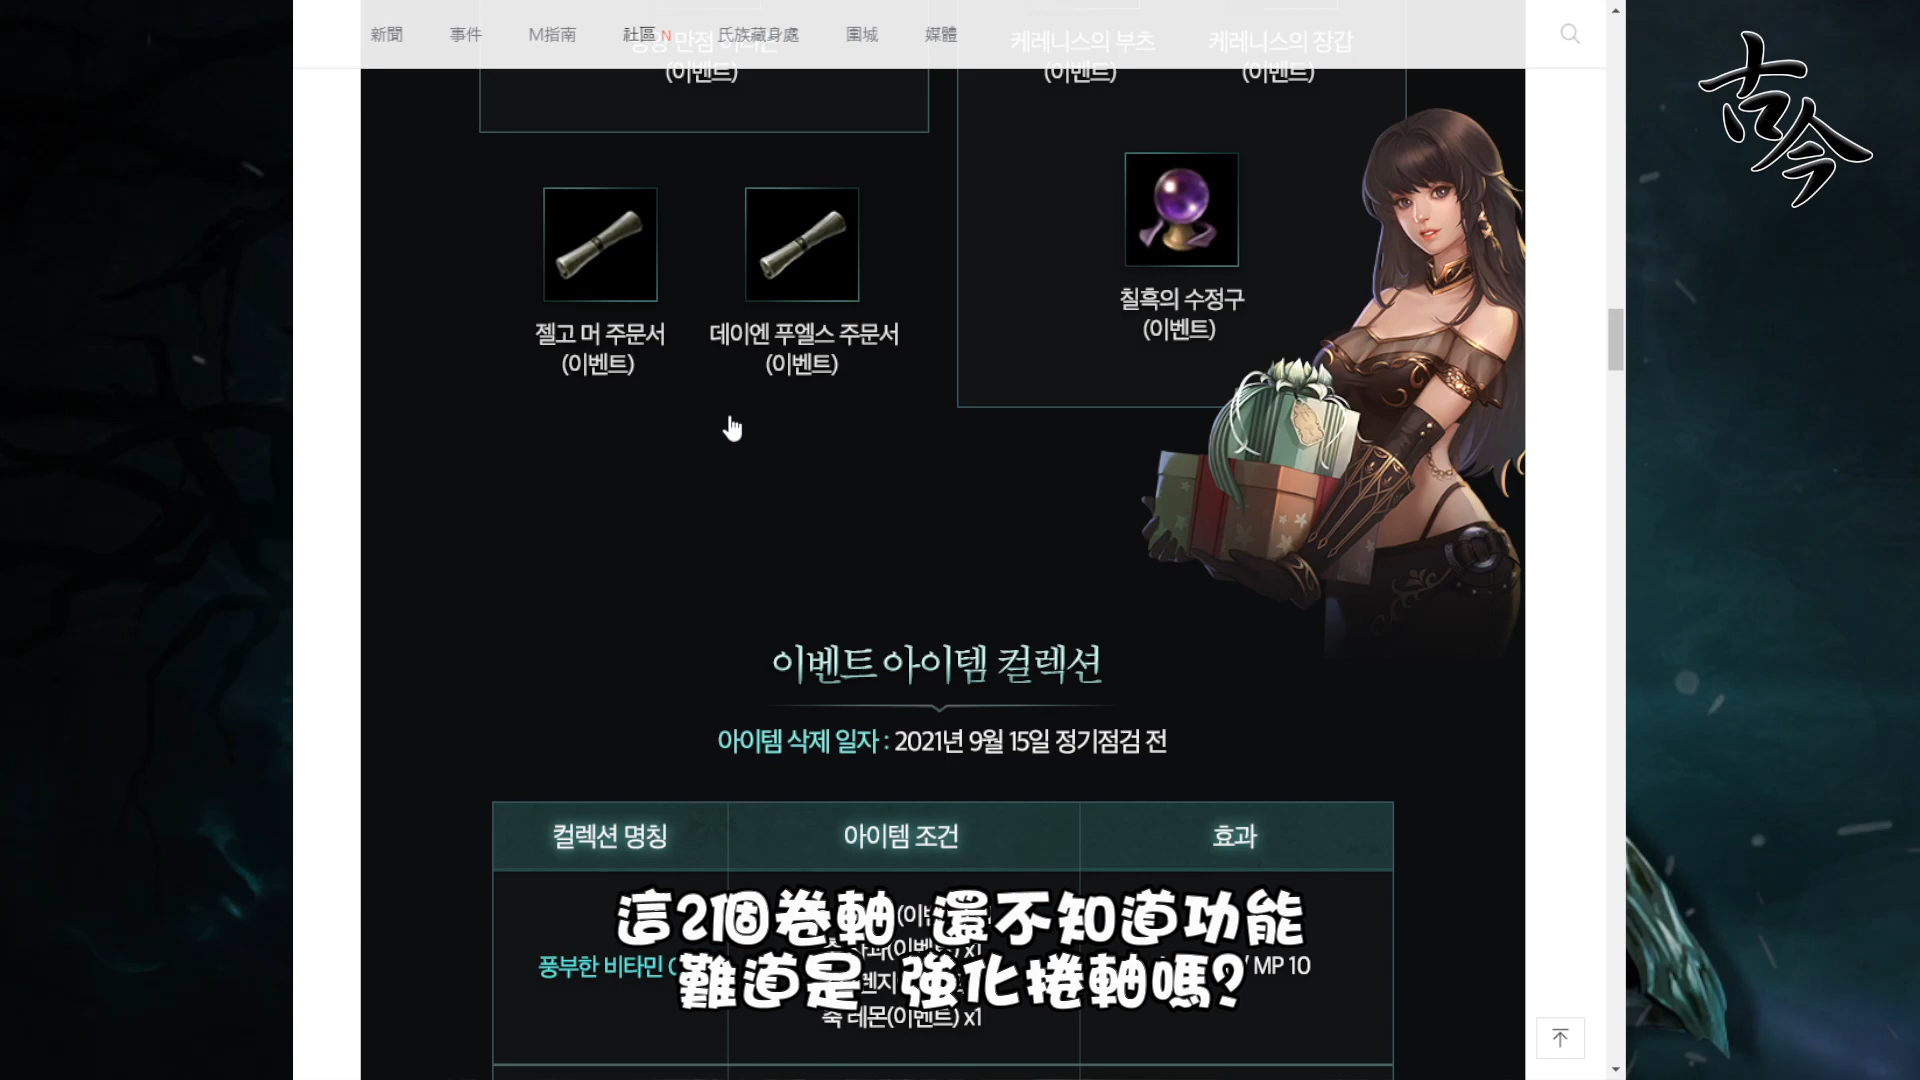 新聞 事件 M指南 社區 N 氏族藏身處 圍城 媒體
만점
(이벤트)
케레니스의 부츠
(이벤트)
케레니스의 장갑
(이벤트)
古今
젤고 머 주문서
(이벤트)
데이엔 푸엘스 주문서
(이벤트)
칠흑의 수정구
(이벤트)
이벤트 아이템 컬렉션
아이템 삭제 일자 : 2021년 9월 15일 정기점검 전
컬렉션 명칭 아이템 조건 효과
풍부한 비타민
x1
축 레몬(이벤트) x1
MP 10
這2個卷軸 還不知道功能
難道是 強化捲軸嗎?